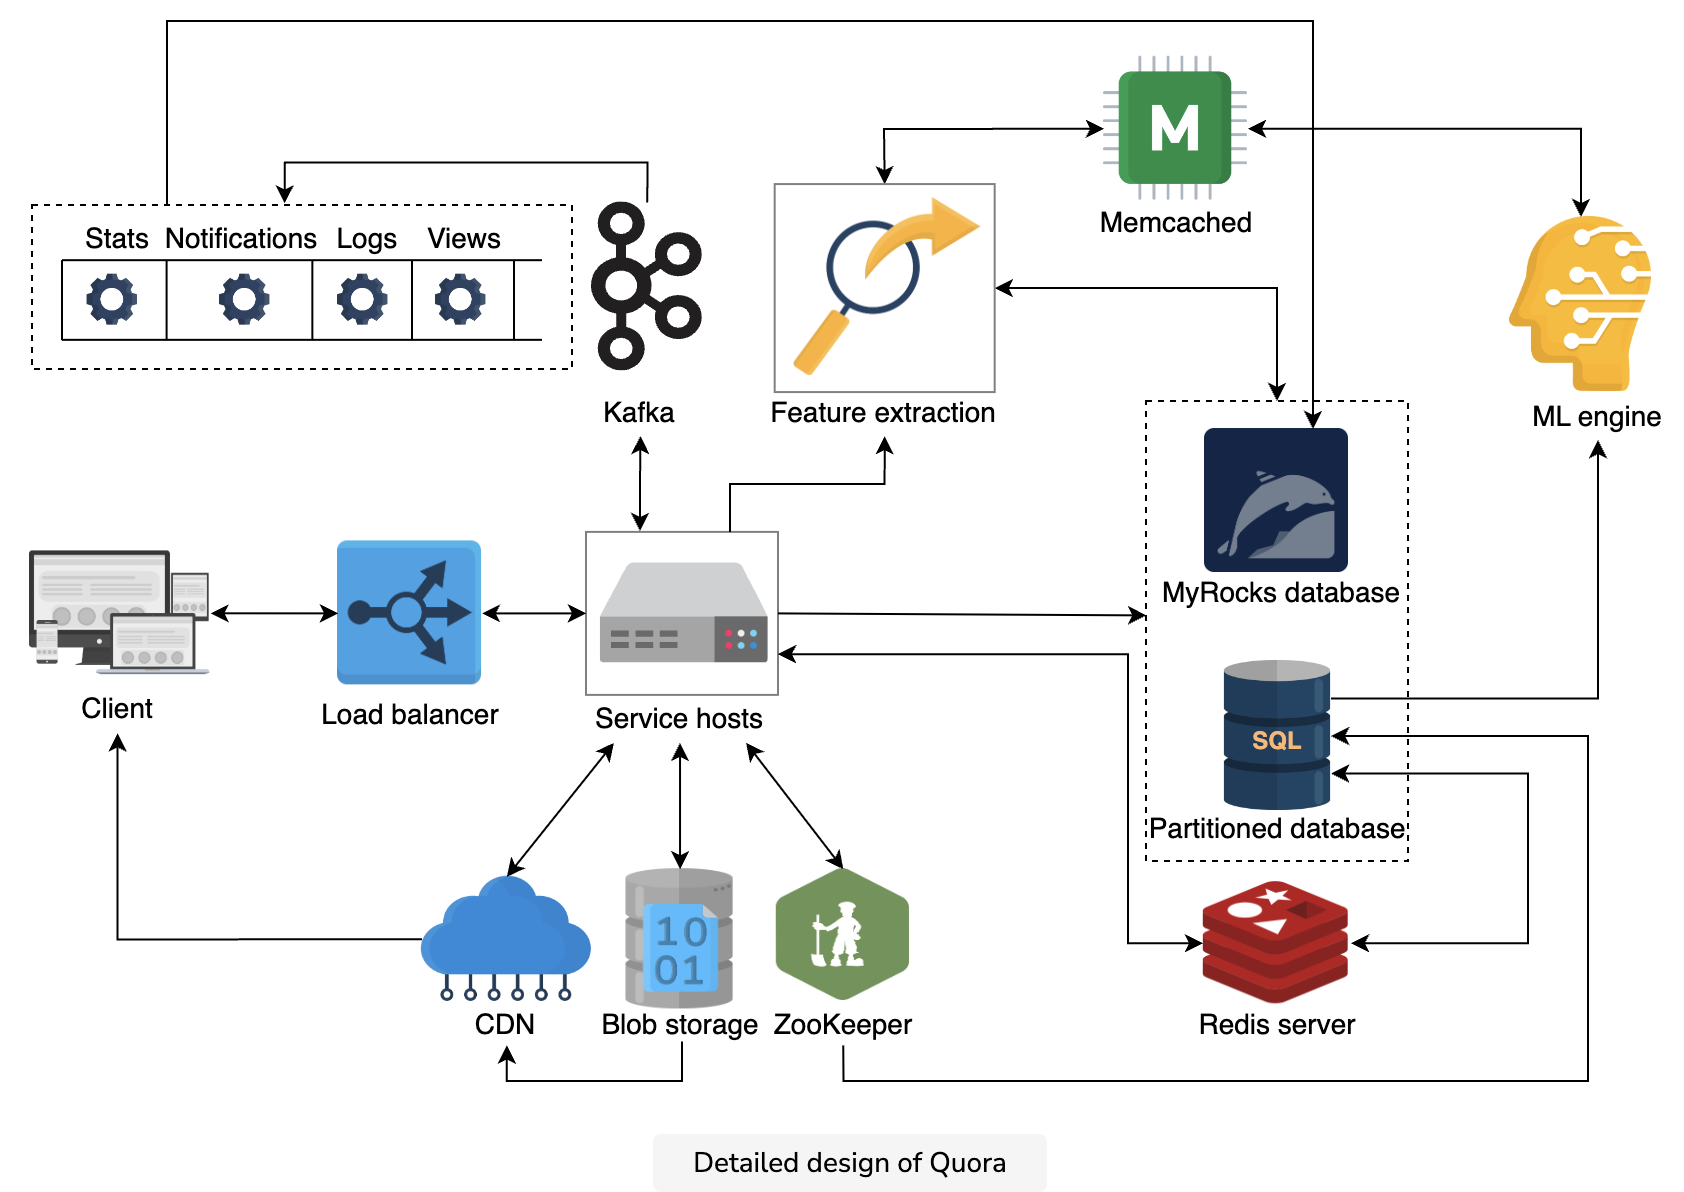 M
Memcached
Stats Notifications Logs Views
Kafka
Feature extraction
ML engine
MyRocks database
Client
Load balancer
Service hosts
SQL
Partitioned database
10
01
CDN
Blob storage
ZooKeeper
Redis server
Detailed design of Quora